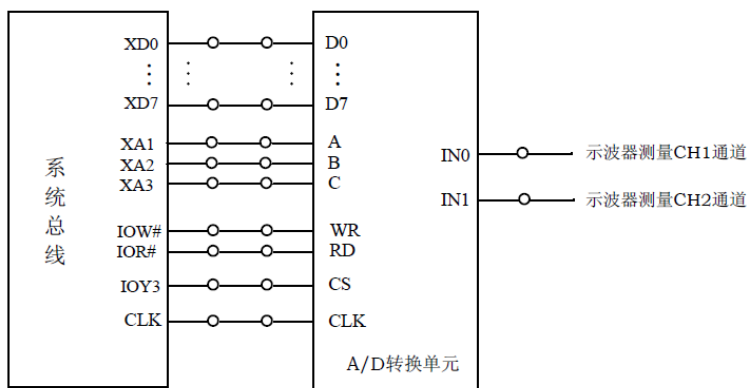 XD0 D0
XD7 D7
XA1 A
XA2 B
XA3 C
IN0 示波器测量CH1通道
IN1 示波器测量CH2通道
系统总线
IOW# WR
IOR# RD
IOY3 CS
CLK CLK
A/D转换单元